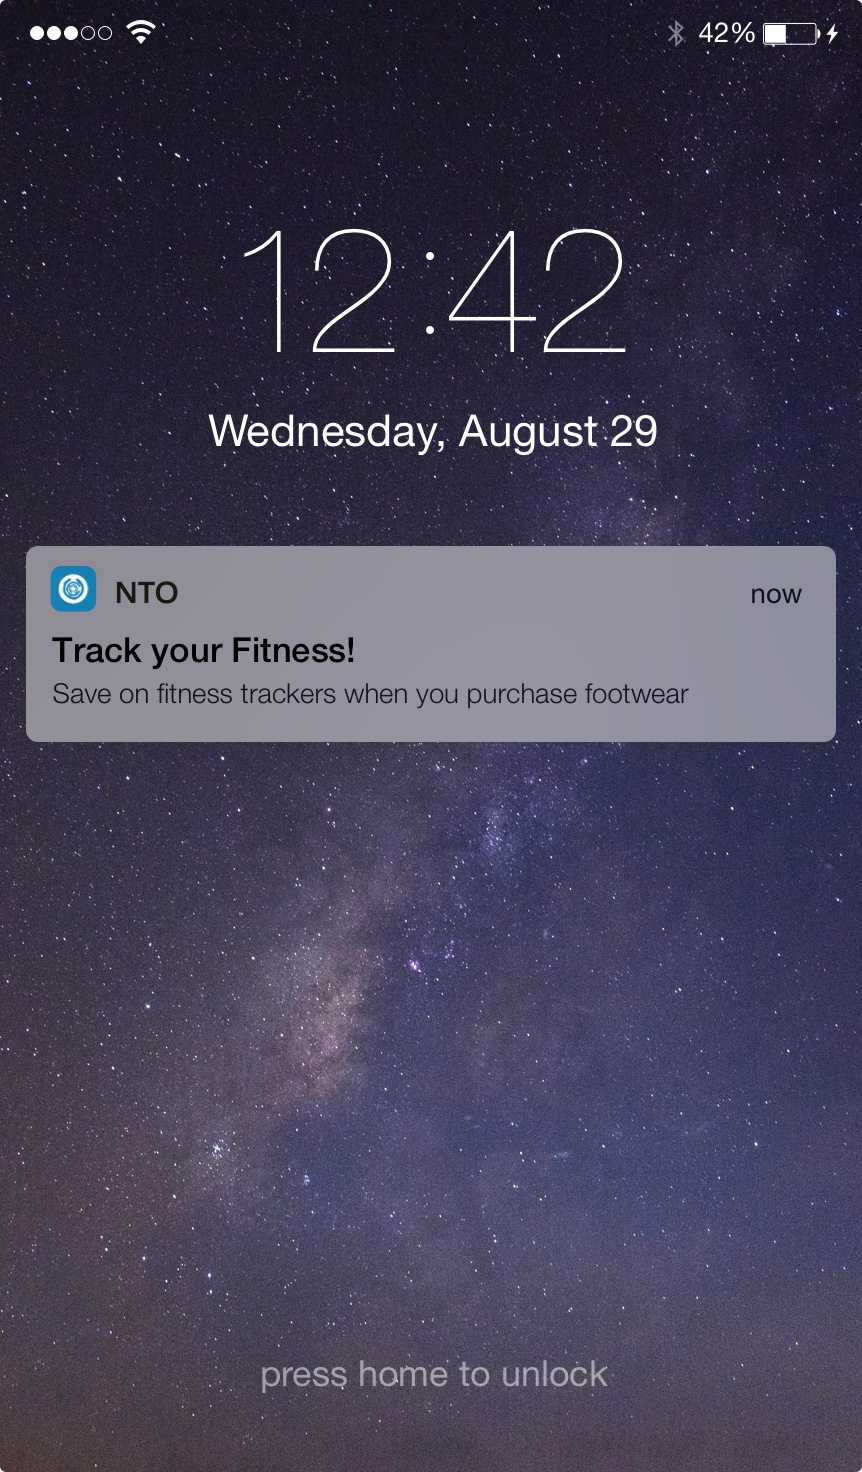 42%
12:42
Wednesday, August 29
NTO now
Track your Fitness!
Save on fitness trackers when you purchase footwear
press home to unlock